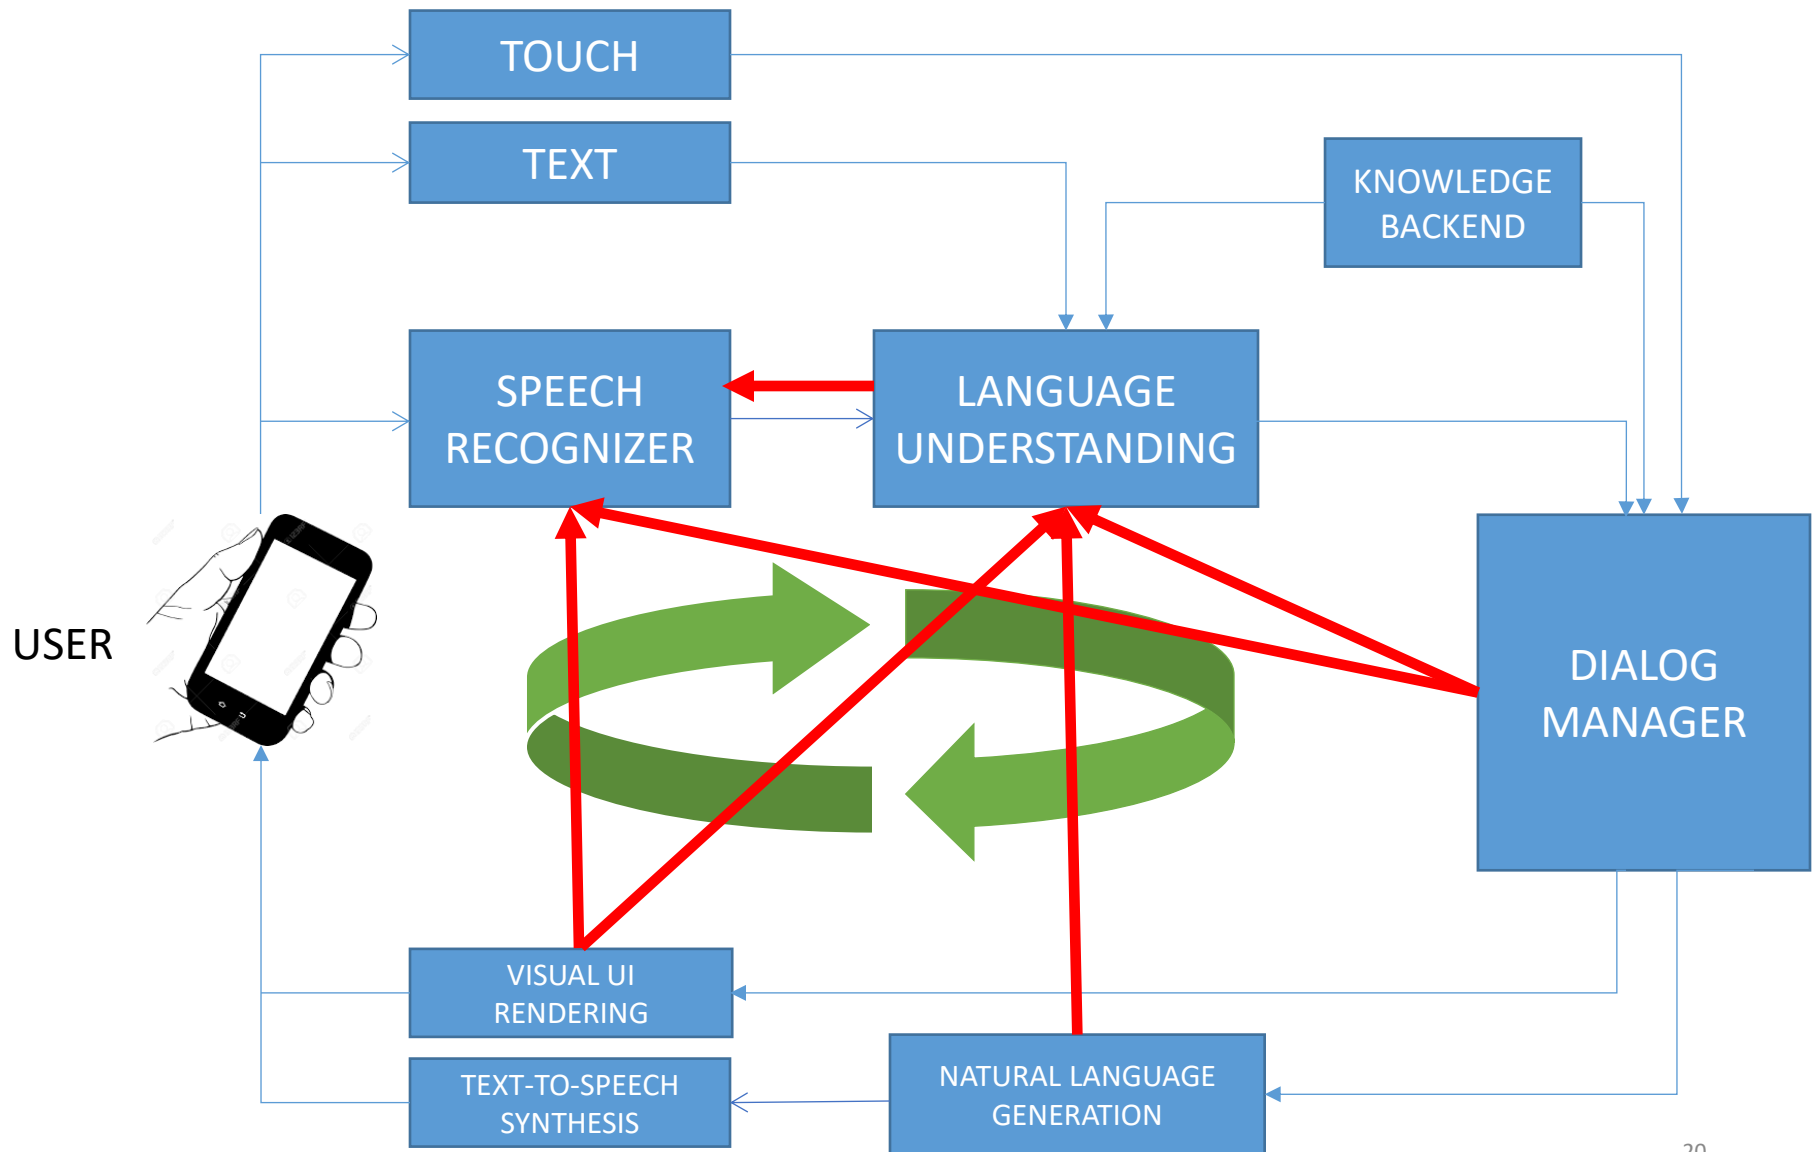 TOUCH
TEXT
KNOWLEDGE
BACKEND
SPEECH
RECOGNIZER
LANGUAGE
UNDERSTANDING
USER
DIALOG
MANAGER
VISUAL UI
RENDERING
TEXT-TO-SPEECH
SYNTHESIS
NATURAL LANGUAGE
GENERATION
20